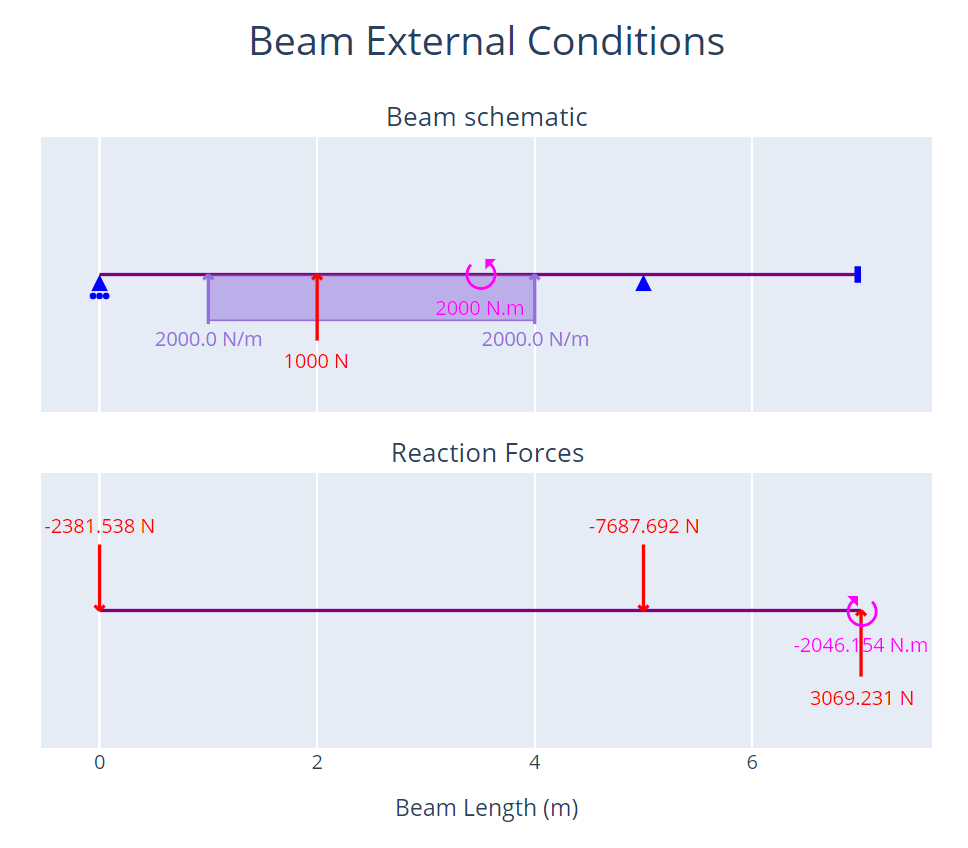 Beam External Conditions
Beam schematic
2000 N.m
2000.0 N/m
2000.0 N/m
1000 N
Reaction Forces
-2381.538 N
-7687.692 N
-2046.154 N.m
3069.231 N
0
2
4
6
Beam Length (m)